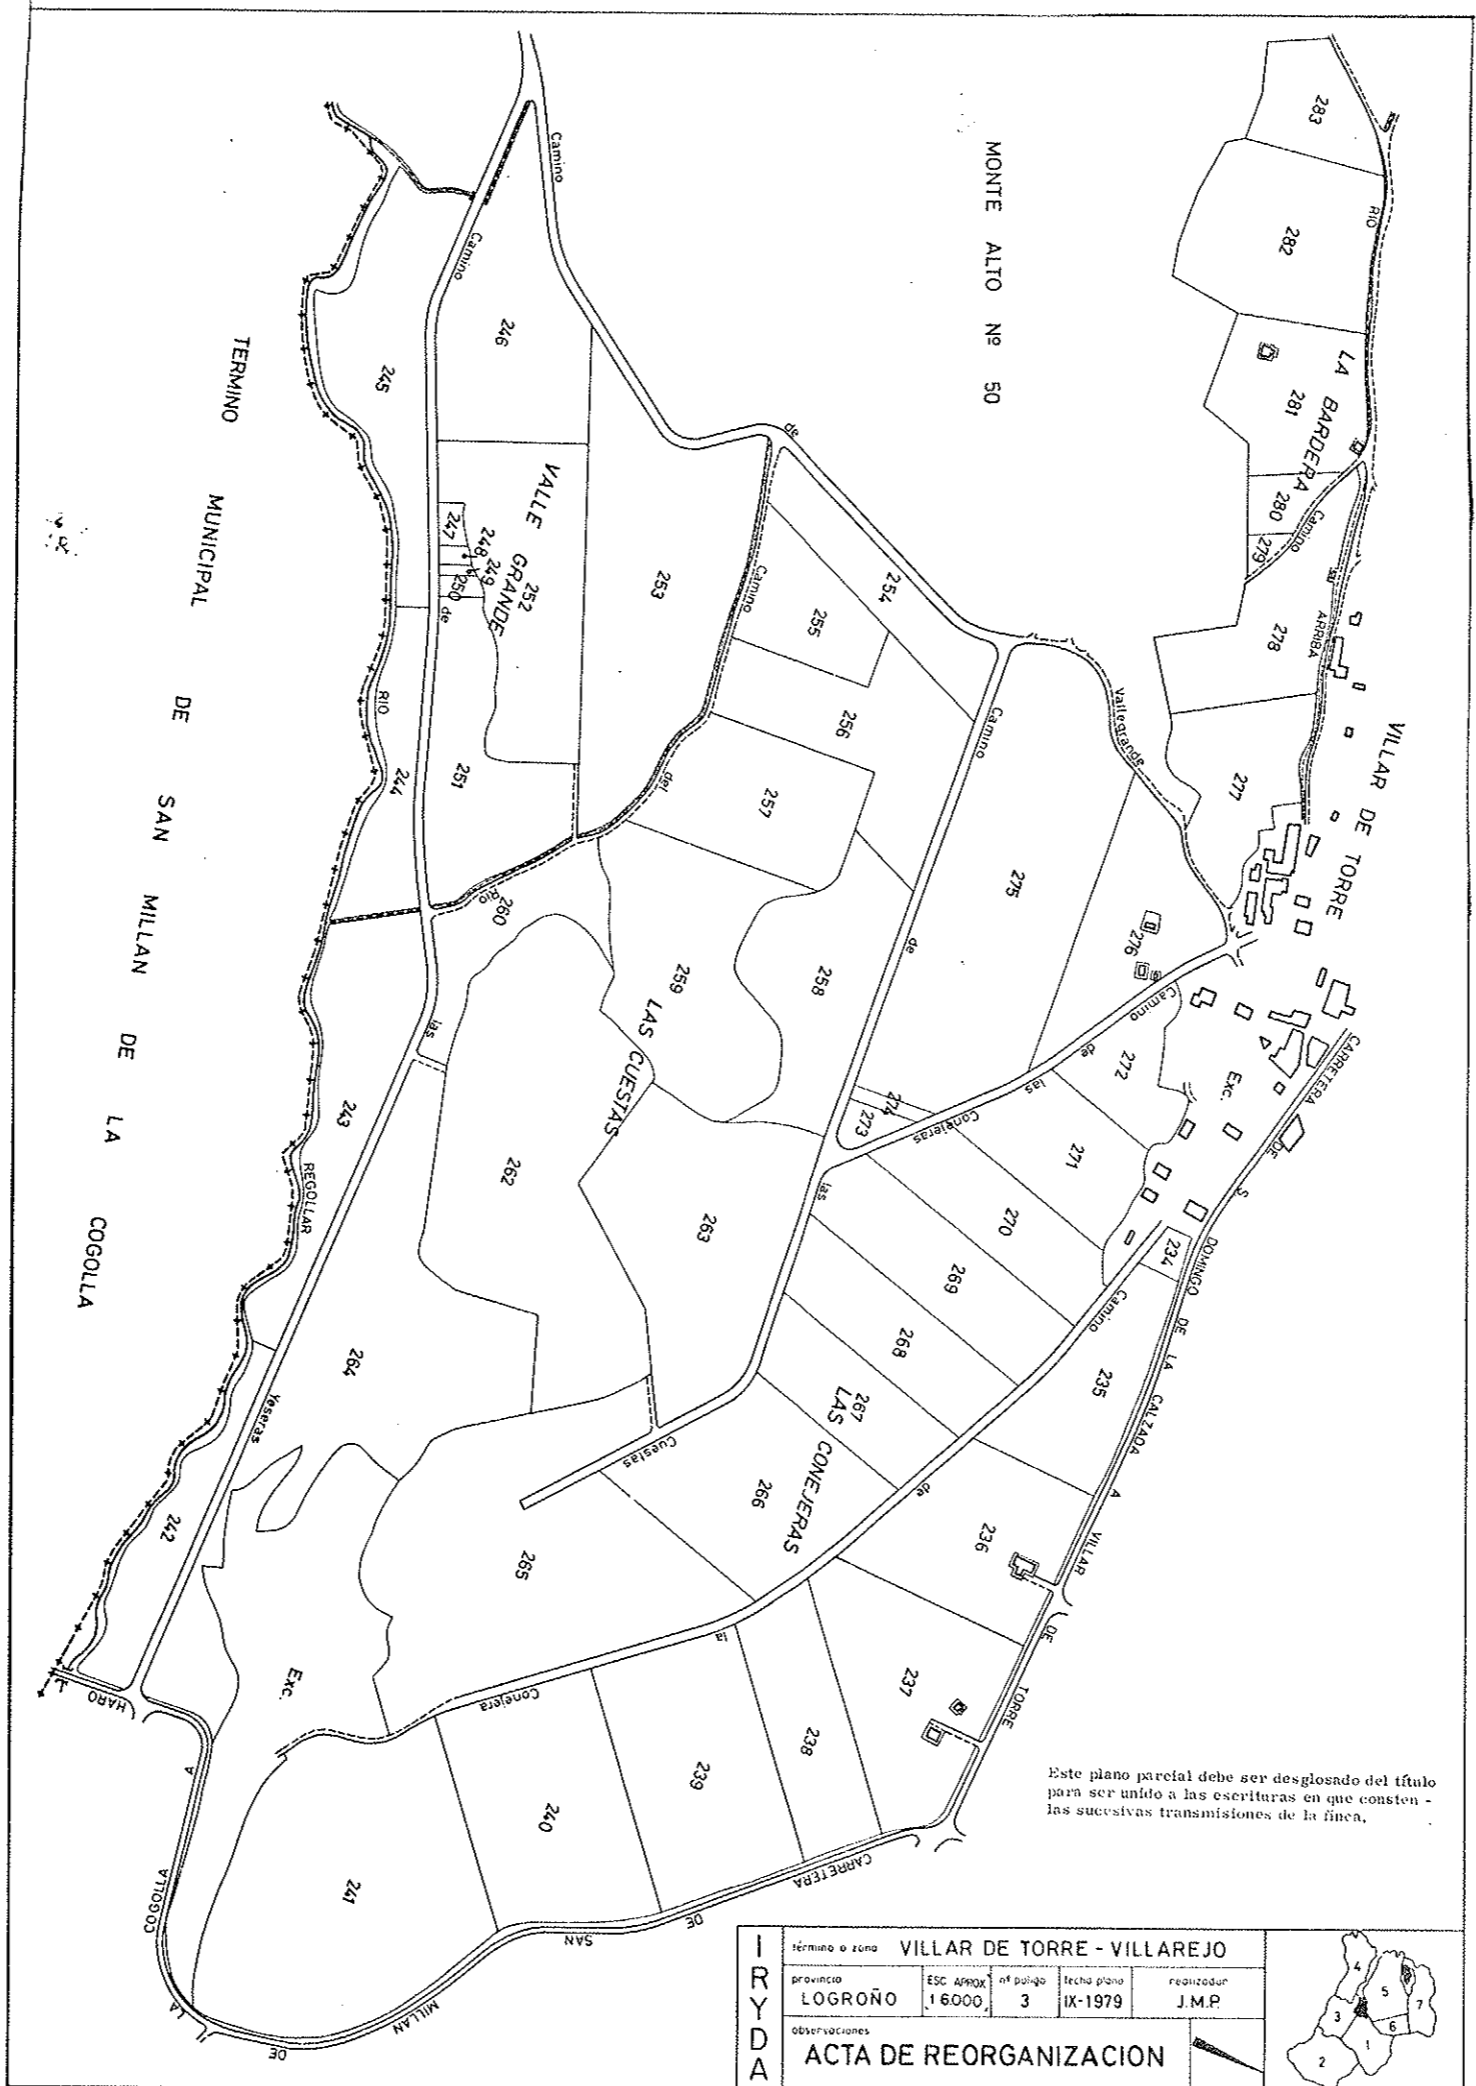 MONTE ALTO Nº 50
283
282
281
280
279
278
277
LA BARDERA
RIO
ARRIBA
Camino
VILLAR DE TORRE
Camino
de
Vallegrande
TERMINO MUNICIPAL DE SAN MILLAN DE LA COGOLLA
Camino
de
las
Yeseras
245
246
247
248
249
250
251
252
VALLE GRANDE
253
254
255
256
257
258
259
260
Camino
del
Rio
RIO
REGOLLAR
244
243
242
LAS CUESTAS
262
263
264
265
Camino
de
las
Cuestas
275
276
274
273
272
271
270
269
268
267
266
LAS CONEJERAS
Camino
de
las
Conejeras
Exc.
CARRETERA DE S. DOMINGO DE LA CALZADA A VILLAR DE TORRE
234
235
236
237
238
239
240
241
Camino
de
la
Conejera
Exc.
CARRETERA DE SAN MILLAN DE LA COGOLLA A HARO
Este plano parcial debe ser desglosado del título
para ser unido a las escrituras en que consten -
las sucesivas transmisiones de la finca.
IRYDA
término o zona VILLAR DE TORRE - VILLAREJO
provincia
LOGROÑO
ESC. APROX.
1 6.000
nº poligo
3
fecha plano
IX-1979
realizador
J.M.P.
observaciones
ACTA DE REORGANIZACION
4
5
7
3
6
1
2